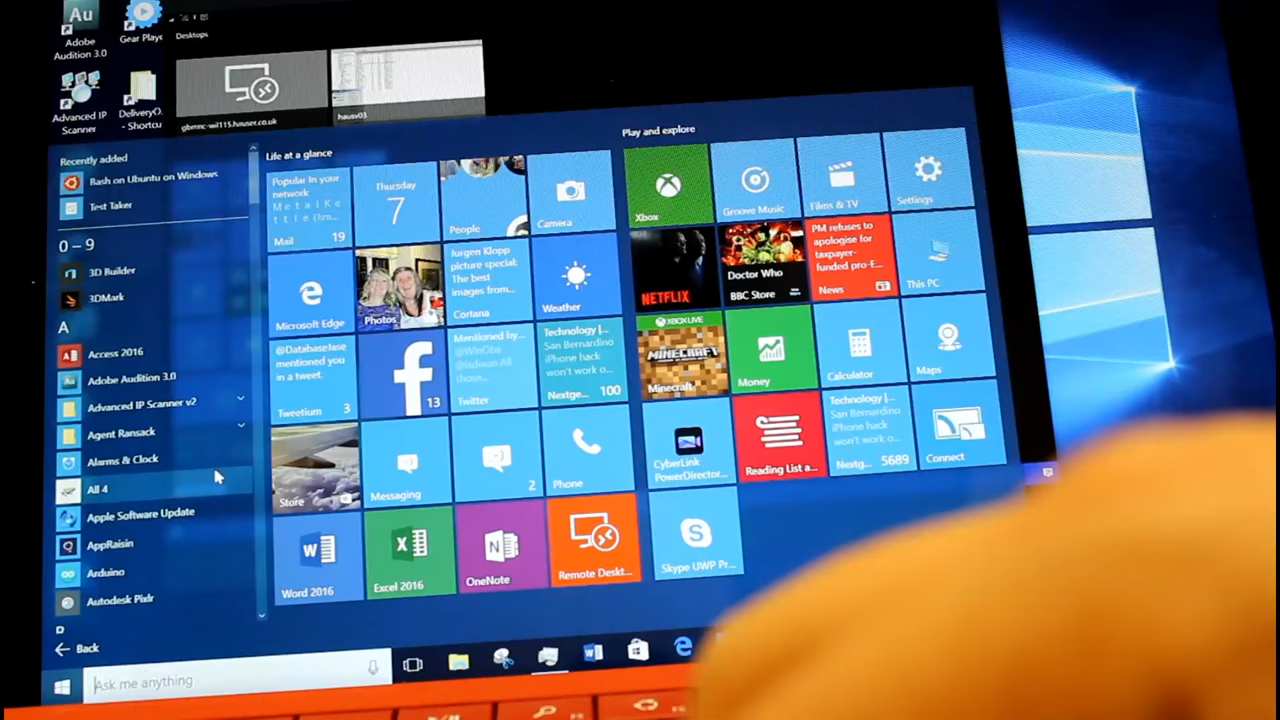 Adobe
Audition 3.0
Gear Playe
Desktops
Advanced IP
Scanner
DeliveryO...
- Shortcu
gbmnc-wil115.hauser.co.uk
hausv03
Recently added
Bash on Ubuntu on Windows
Test Taker
0 – 9
3D Builder
3DMark
A
Access 2016
Adobe Audition 3.0
Advanced IP Scanner v2
Agent Ransack
Alarms & Clock
All 4
Apple Software Update
AppRaisin
Arduino
Autodesk Pixlr
Back
Ask me anything
Life at a glance
Popular in your
network
MetalKe
ttle (lim...
Mail 19
Thursday
7
People
Camera
Microsoft Edge
Photos
Jurgen Klopp
picture special:
The best
images from...
Cortana
Weather
@Databaselase
mentioned you
in a tweet.
Tweetium 3
13
Mentioned by...
@WinObs
@indixon All
those...
Twitter
Technology |...
San Bernardino
iPhone hack
won't work o...
Nextge... 100
Store
Messaging
2
Phone
Word 2016
Excel 2016
OneNote
Remote Deskt...
Play and explore
Xbox
Groove Music
Films & TV
Settings
NETFLIX
Doctor Who
BBC Store
PM refuses to
apologise for
taxpayer-
funded pro-E...
News
This PC
XBOX LIVE
MINECRAFT
Minecraft
Money
Calculator
Maps
CyberLink
PowerDirector...
Reading List a...
Technology |...
San Bernardino
iPhone hack
won't work o...
Nextg... 5689
Connect
Skype UWP Pr...